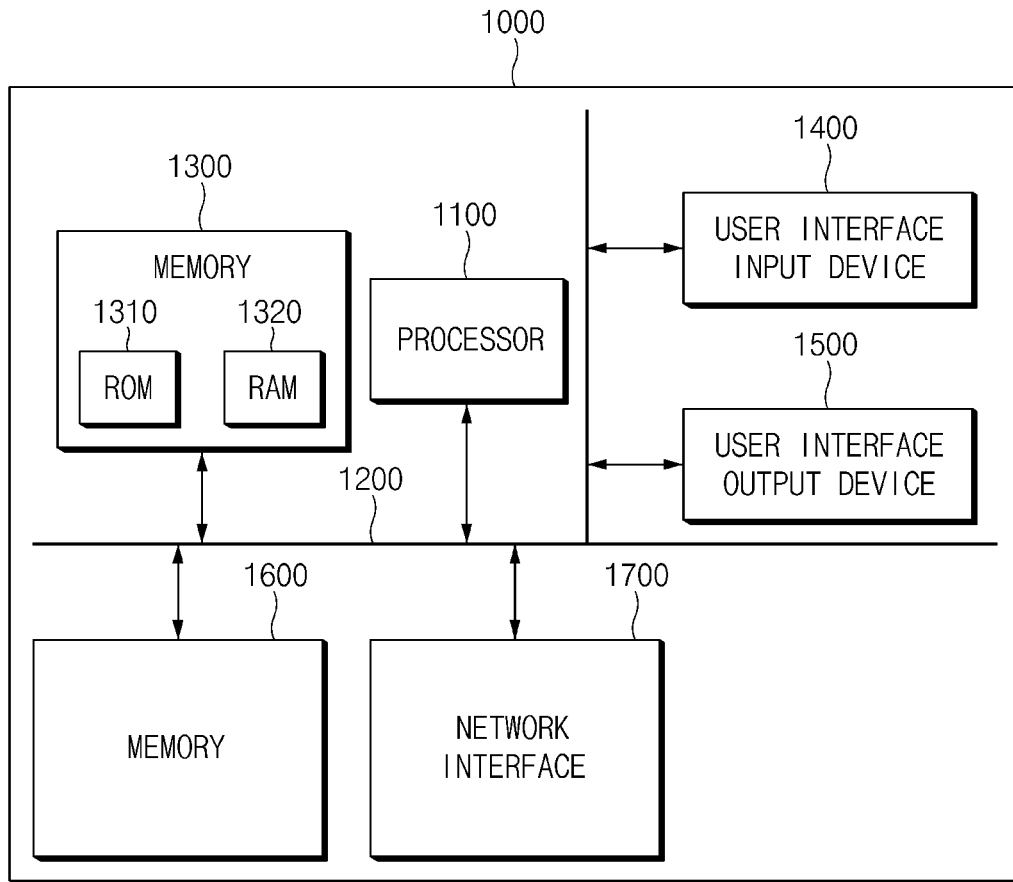 1000
1300
MEMORY
1310
1320
ROM
RAM
1100
PROCESSOR
1400
USER INTERFACE
INPUT DEVICE
1500
USER INTERFACE
OUTPUT DEVICE
1200
1600
MEMORY
1700
NETWORK
INTERFACE